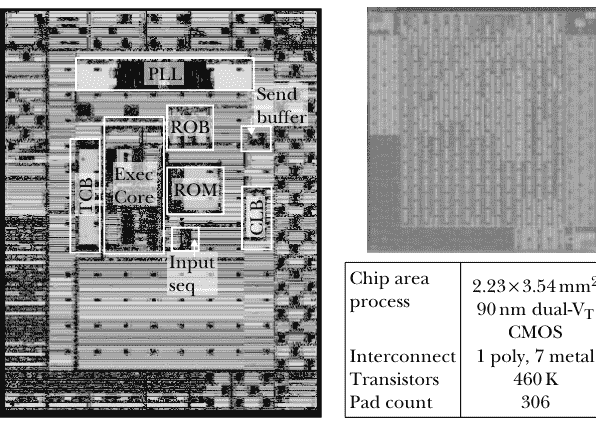 PLL
Send
buffer
ROB
TCB
Exec
Core
ROM
CLB
Input
seq
Chip area 2.23×3.54 mm²
process 90 nm dual-VT
CMOS
Interconnect 1 poly, 7 metal
Transistors 460 K
Pad count 306